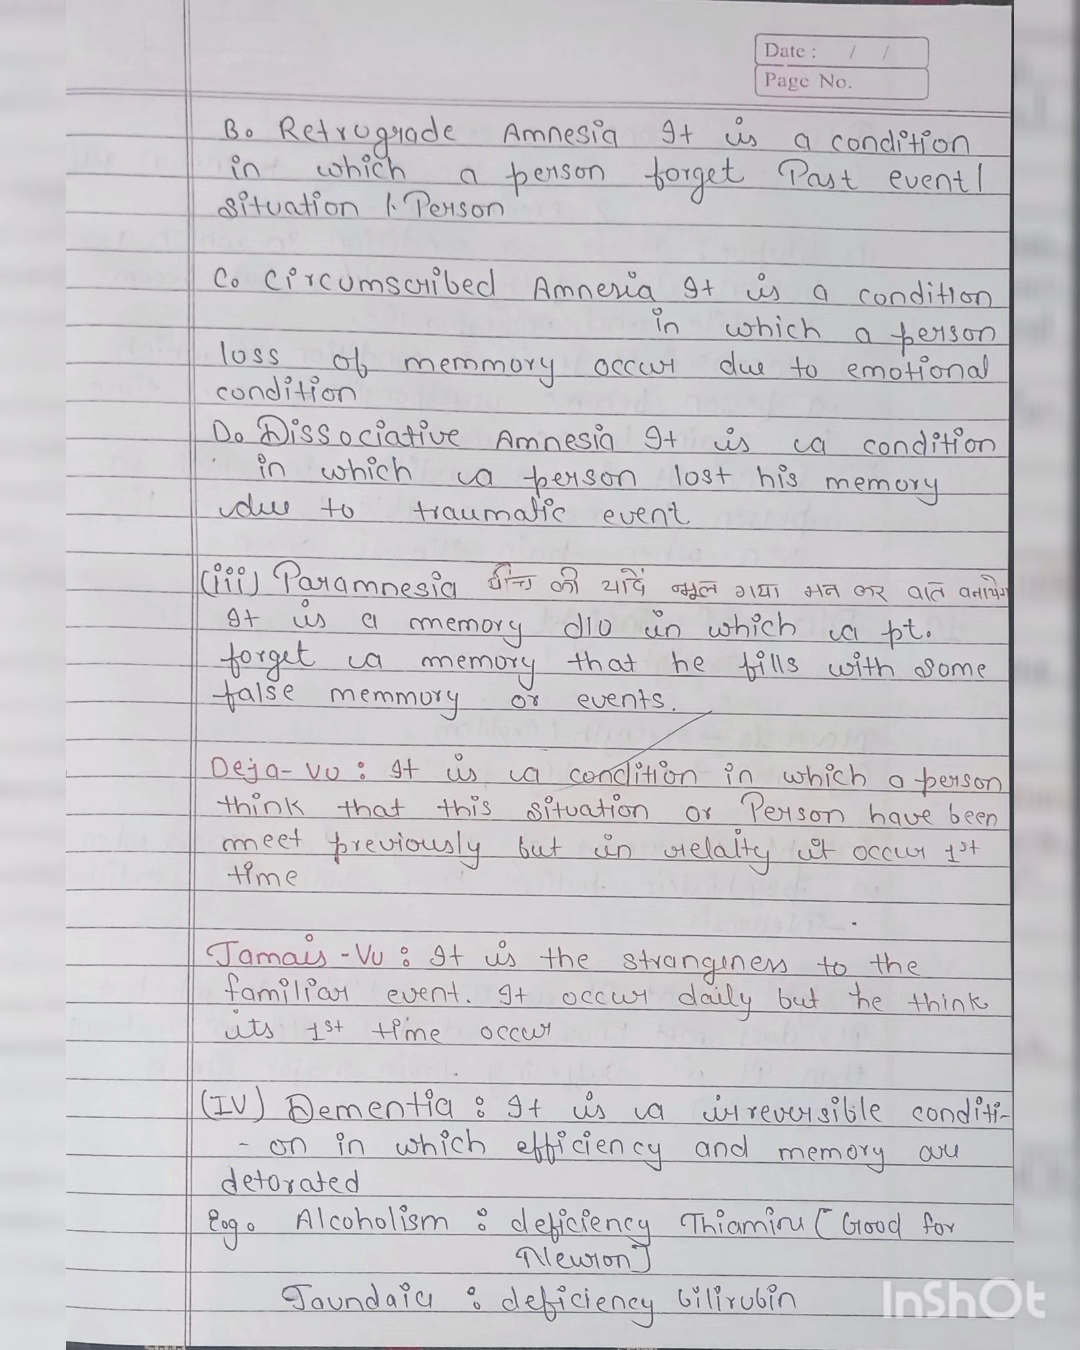 Date : / /
Page No.
B. Retrograde Amnesia It is a condition
in which a person forget Past event/
situation /. Person
C. Circumscribed Amnesia It is a condition
in which a person
loss of memmory occur due to emotional
condition
D. Dissociative Amnesia It is a condition
in which a person lost his memory
due to traumatic event
(iii) Paramnesia बीच की यादें भूल गया मन कर बात बनायेगा
It is a memory d/o in which a pt.
forget a memory that he fills with some
false memmory or events.
Deja-Vu : It is a condition in which a person
think that this situation or Person have been
meet previously but in relalty it occur 1st
time
Jamais-Vu : It is the strangeness to the
familiar event. It occur daily but he think
its 1st time occur
(IV) Dementia : It is a irreversible conditi-
- on in which efficiency and memory are
detorated
Eg. Alcoholism : deficiency Thiamine [Good for
Neuron]
Jaundaice : deficiency bilirubin
InShOt